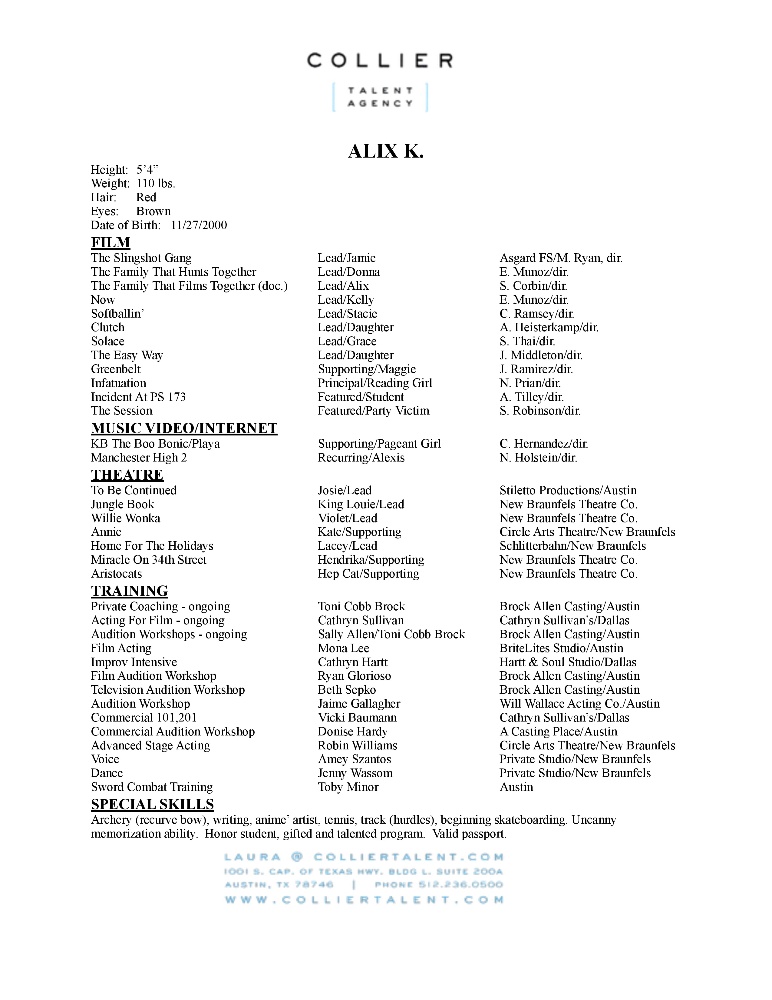 COLLIER
TALENT
AGENCY
ALIX K.
Height: 5'4"
Weight: 110 lbs.
Hair: Red
Eyes: Brown
Date of Birth: 11/27/2000
FILM
The Slingshot Gang Lead/Jamie Asgard FS/M. Ryan, dir.
The Family That Hunts Together Lead/Donna E. Munoz/dir.
The Family That Films Together (doc.) Lead/Alix S. Corbin/dir.
Now Lead/Kelly E. Munoz/dir.
Softballin' Lead/Stacie C. Ramsey/dir.
Clutch Lead/Daughter A. Heisterkamp/dir.
Solace Lead/Grace S. Thai/dir.
The Easy Way Lead/Daughter J. Middleton/dir.
Greenbelt Supporting/Maggie J. Ramirez/dir.
Infatuation Principal/Reading Girl N. Prian/dir.
Incident At PS 173 Featured/Student A. Tilley/dir.
The Session Featured/Party Victim S. Robinson/dir.
MUSIC VIDEO/INTERNET
KB The Boo Bonic/Playa Supporting/Pageant Girl C. Hernandez/dir.
Manchester High 2 Recurring/Alexis N. Holstein/dir.
THEATRE
To Be Continued Josie/Lead Stiletto Productions/Austin
Jungle Book King Louie/Lead New Braunfels Theatre Co.
Willie Wonka Violet/Lead New Braunfels Theatre Co.
Annie Kate/Supporting Circle Arts Theatre/New Braunfels
Home For The Holidays Lacey/Lead Schlitterbahn/New Braunfels
Miracle On 34th Street Hendrika/Supporting New Braunfels Theatre Co.
Aristocats Hep Cat/Supporting New Braunfels Theatre Co.
TRAINING
Private Coaching - ongoing Toni Cobb Brock Brock Allen Casting/Austin
Acting For Film - ongoing Cathryn Sullivan Cathryn Sullivan's/Dallas
Audition Workshops - ongoing Sally Allen/Toni Cobb Brock Brock Allen Casting/Austin
Film Acting Mona Lee BriteLites Studio/Austin
Improv Intensive Cathryn Hartt Hartt & Soul Studio/Dallas
Film Audition Workshop Ryan Glorioso Brock Allen Casting/Austin
Television Audition Workshop Beth Sepko Brock Allen Casting/Austin
Audition Workshop Jaime Gallagher Will Wallace Acting Co./Austin
Commercial 101,201 Vicki Baumann Cathryn Sullivan's/Dallas
Commercial Audition Workshop Donise Hardy A Casting Place/Austin
Advanced Stage Acting Robin Williams Circle Arts Theatre/New Braunfels
Voice Amey Szantos Private Studio/New Braunfels
Dance Jenny Wassom Private Studio/New Braunfels
Sword Combat Training Toby Minor Austin
SPECIAL SKILLS
Archery (recurve bow), writing, anime' artist, tennis, track (hurdles), beginning skateboarding. Uncanny
memorization ability. Honor student, gifted and talented program. Valid passport.
LAURA @ COLLIERTALENT.COM
1001 S. CAP. OF TEXAS HWY. BLDG L. SUITE 200A
AUSTIN, TX 78746 | PHONE 512.236.0500
WWW.COLLIERTALENT.COM